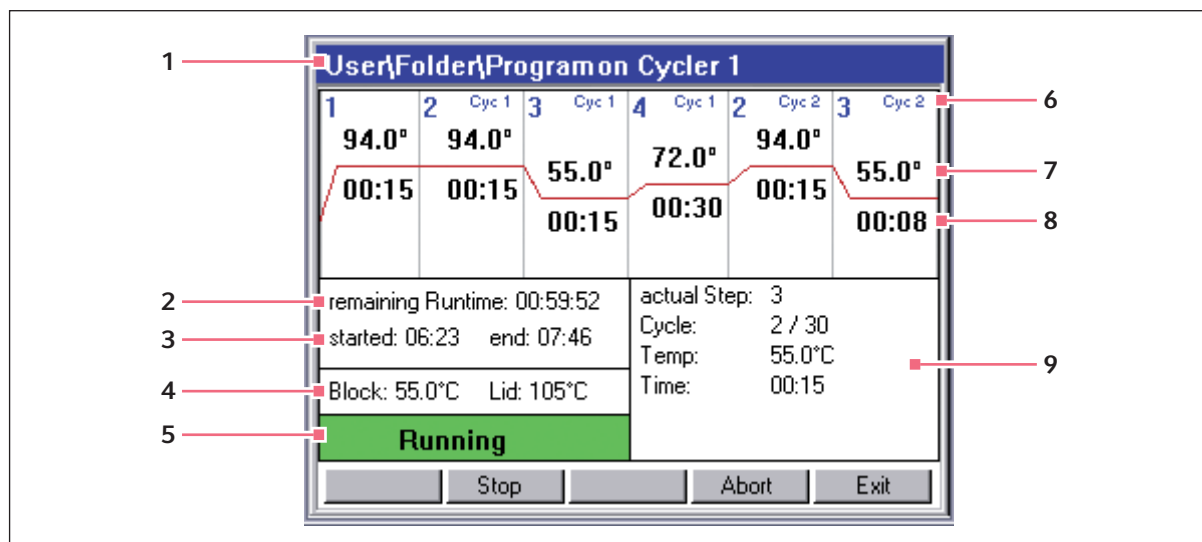 User\Folder\Program on Cycler 1
1 2 Cyc 1 3 Cyc 1 4 Cyc 1 2 Cyc 2 3 Cyc 2
94.0° 94.0° 55.0° 72.0° 94.0° 55.0°
00:15 00:15 00:15 00:30 00:15 00:08
remaining Runtime: 00:59:52
started: 06:23 end: 07:46
Block: 55.0°C Lid: 105°C
Running
actual Step: 3
Cycle: 2 / 30
Temp: 55.0°C
Time: 00:15
Stop Abort Exit
1
2
3
4
5
6
7
8
9